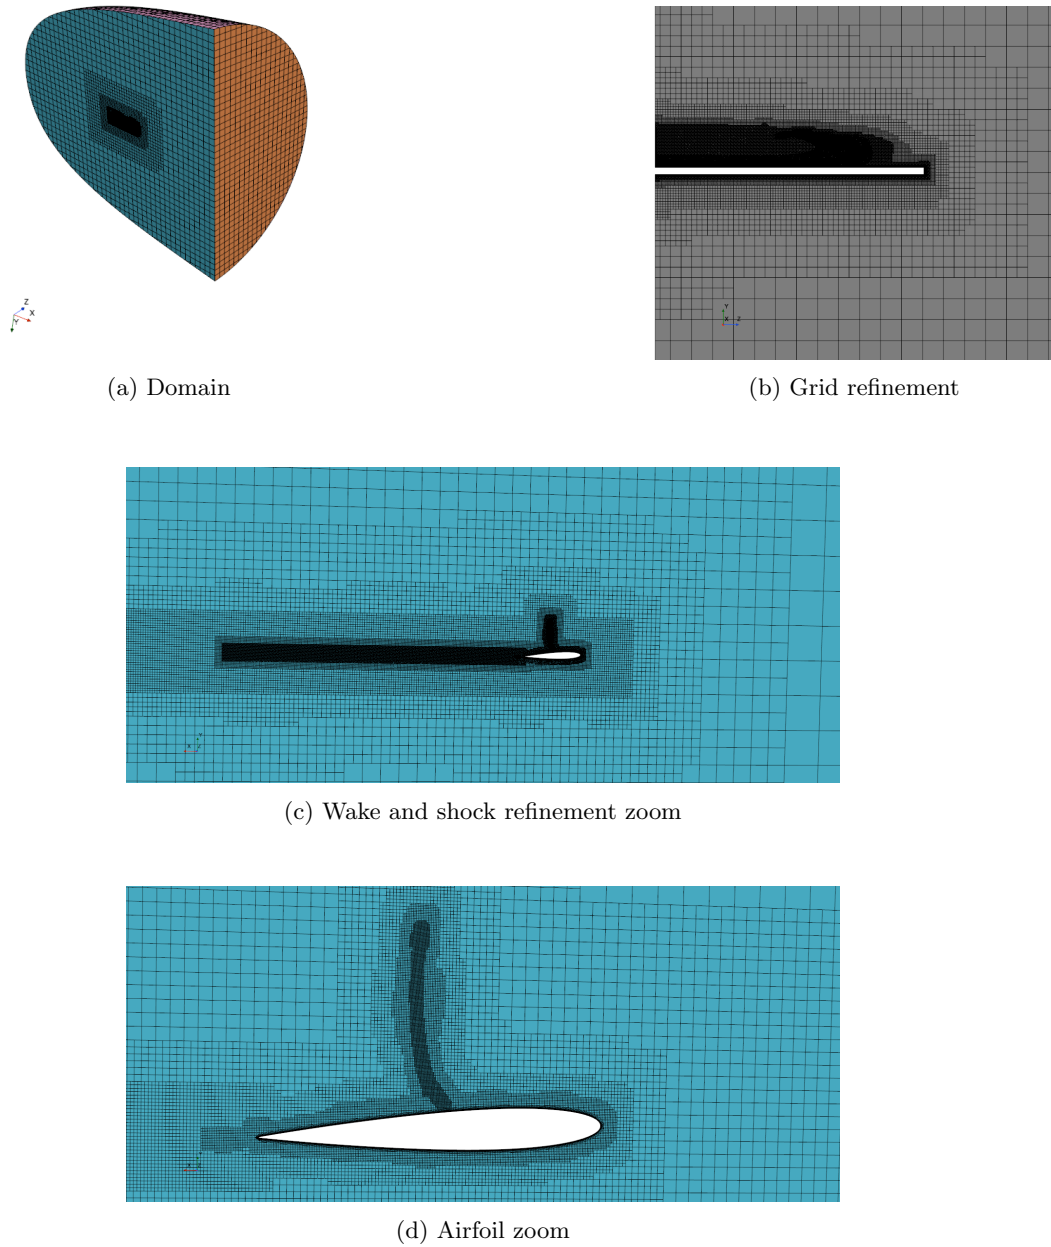 Z
X
Y
(a) Domain
Y
X Z
(b) Grid refinement
(c) Wake and shock refinement zoom
(d) Airfoil zoom